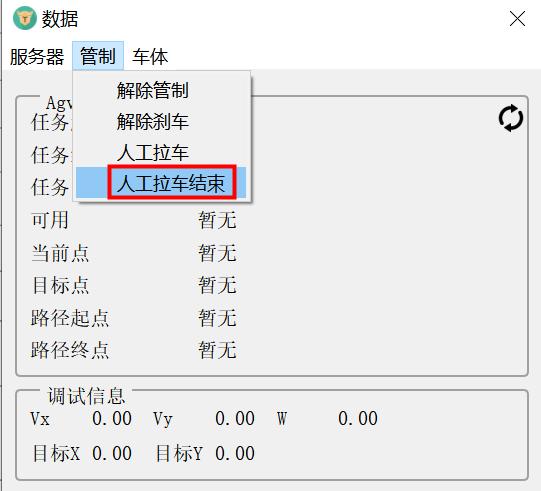 数据
服务器 管制 车体
解除管制
解除刹车
人工拉车
人工拉车结束
Agv
任务
任务
任务
可用 暂无
当前点 暂无
目标点 暂无
路径起点 暂无
路径终点 暂无
调试信息
Vx 0.00 Vy 0.00 W 0.00
目标X 0.00 目标Y 0.00